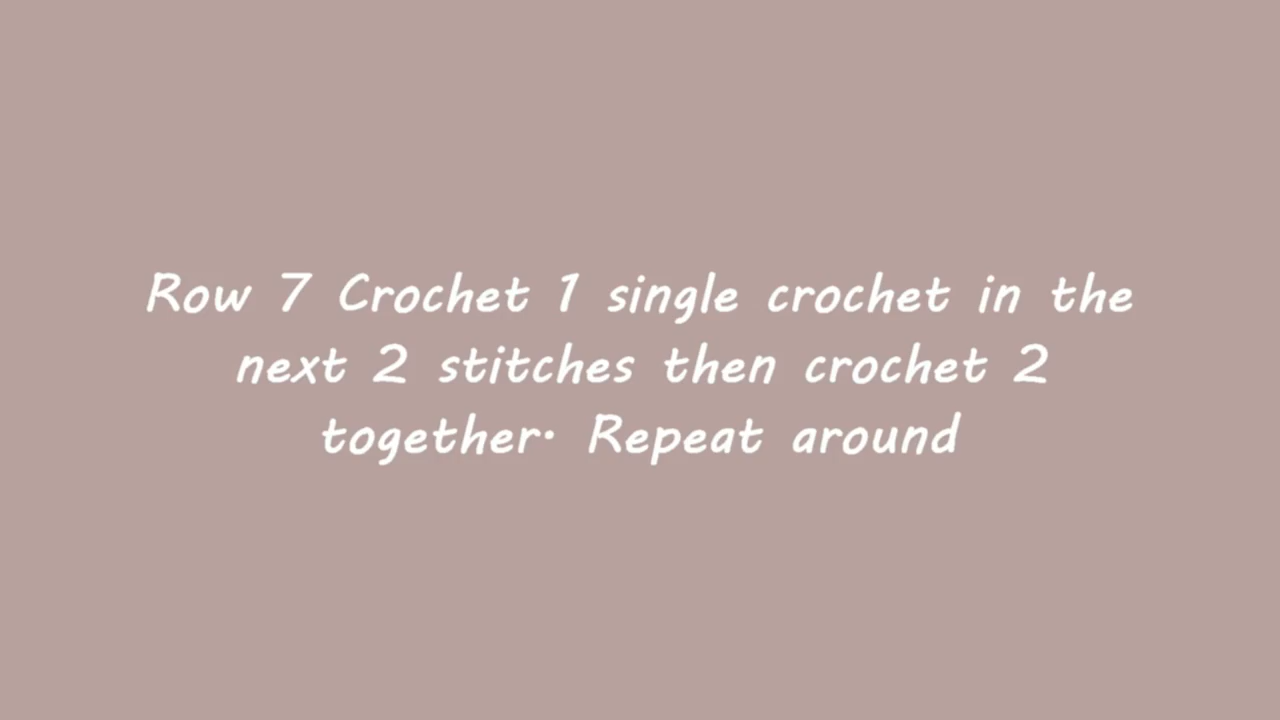 Row 7 Crochet 1 single crochet in the
next 2 stitches then crochet 2
together. Repeat around